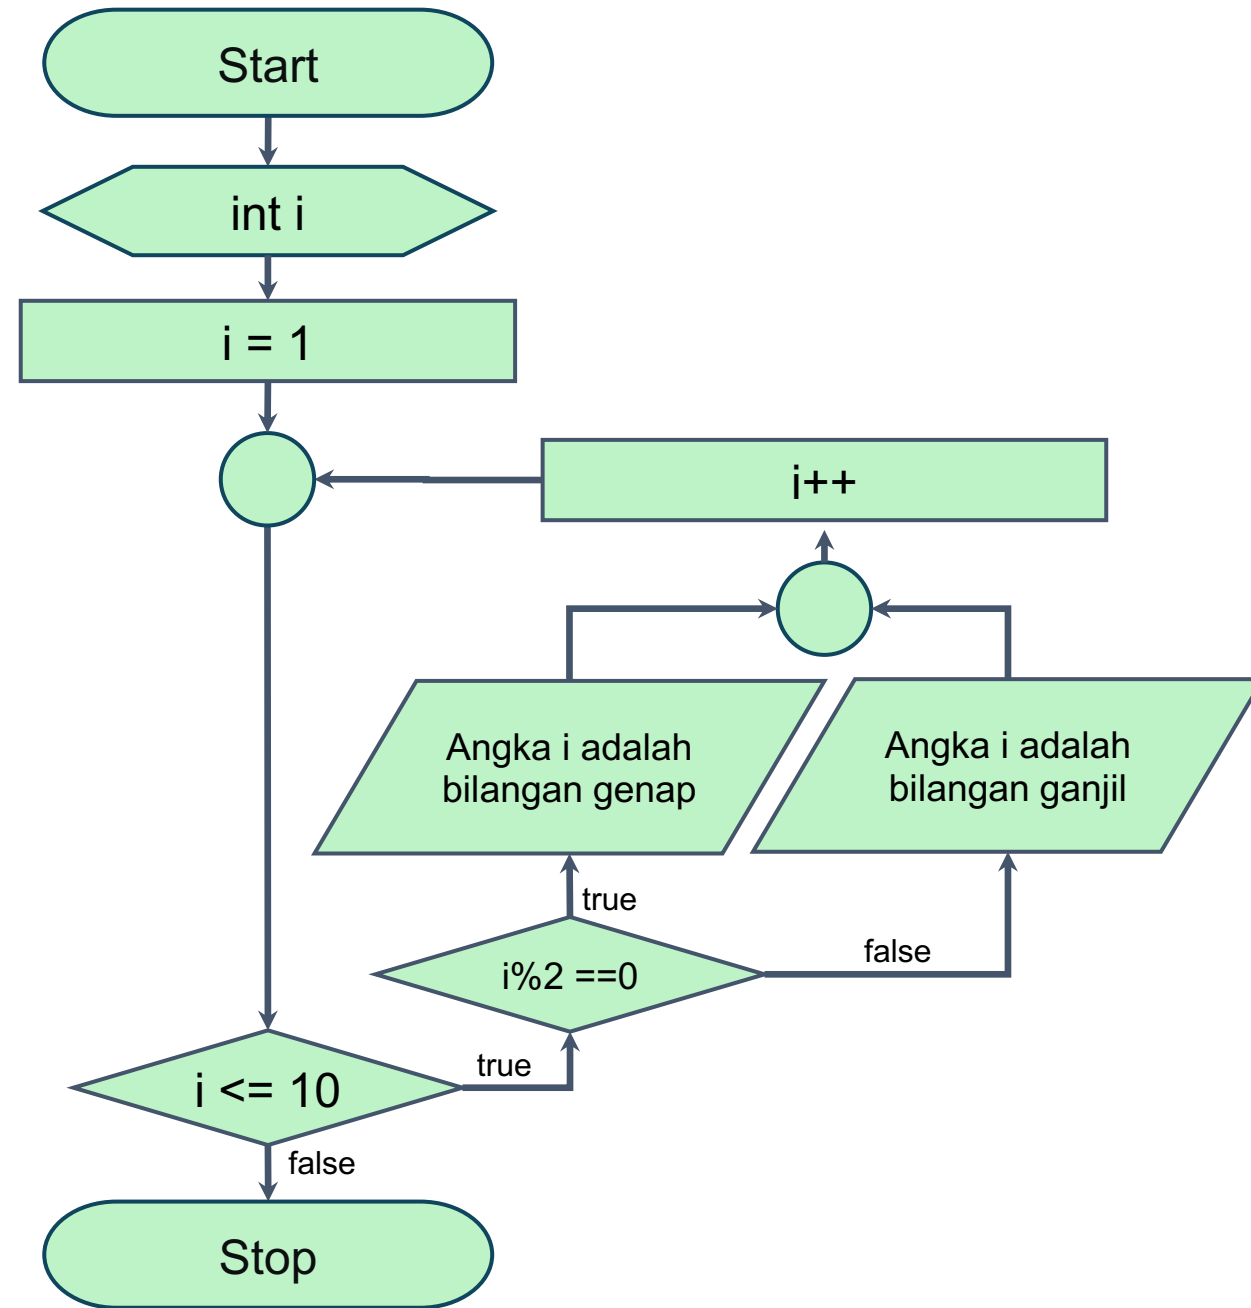 Start
int i
i = 1
i++
Angka i adalah
bilangan genap
Angka i adalah
bilangan ganjil
true
i%2 ==0
false
i <= 10
true
false
Stop